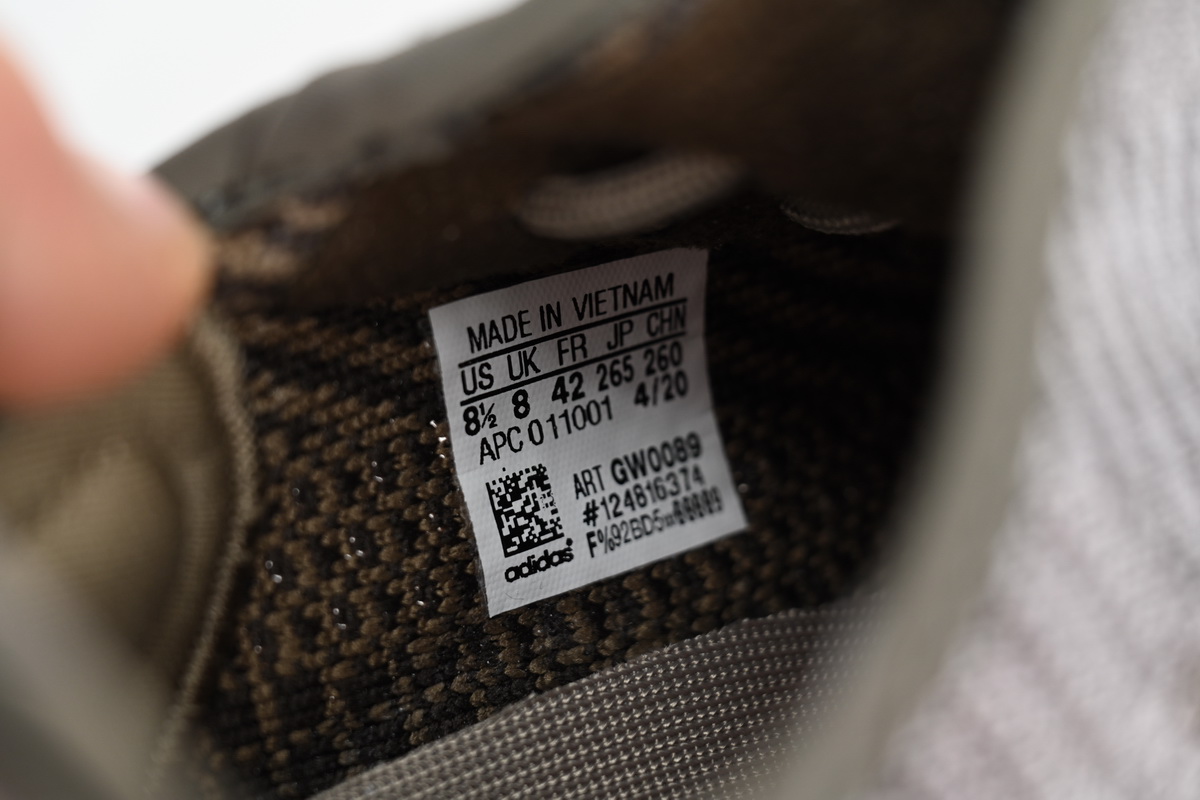 MADE IN VIETNAM
US UK FR JP CHN
8½ 8 42 265 260
APC 011001 4/20
ART GW0089
#124816374
adidas